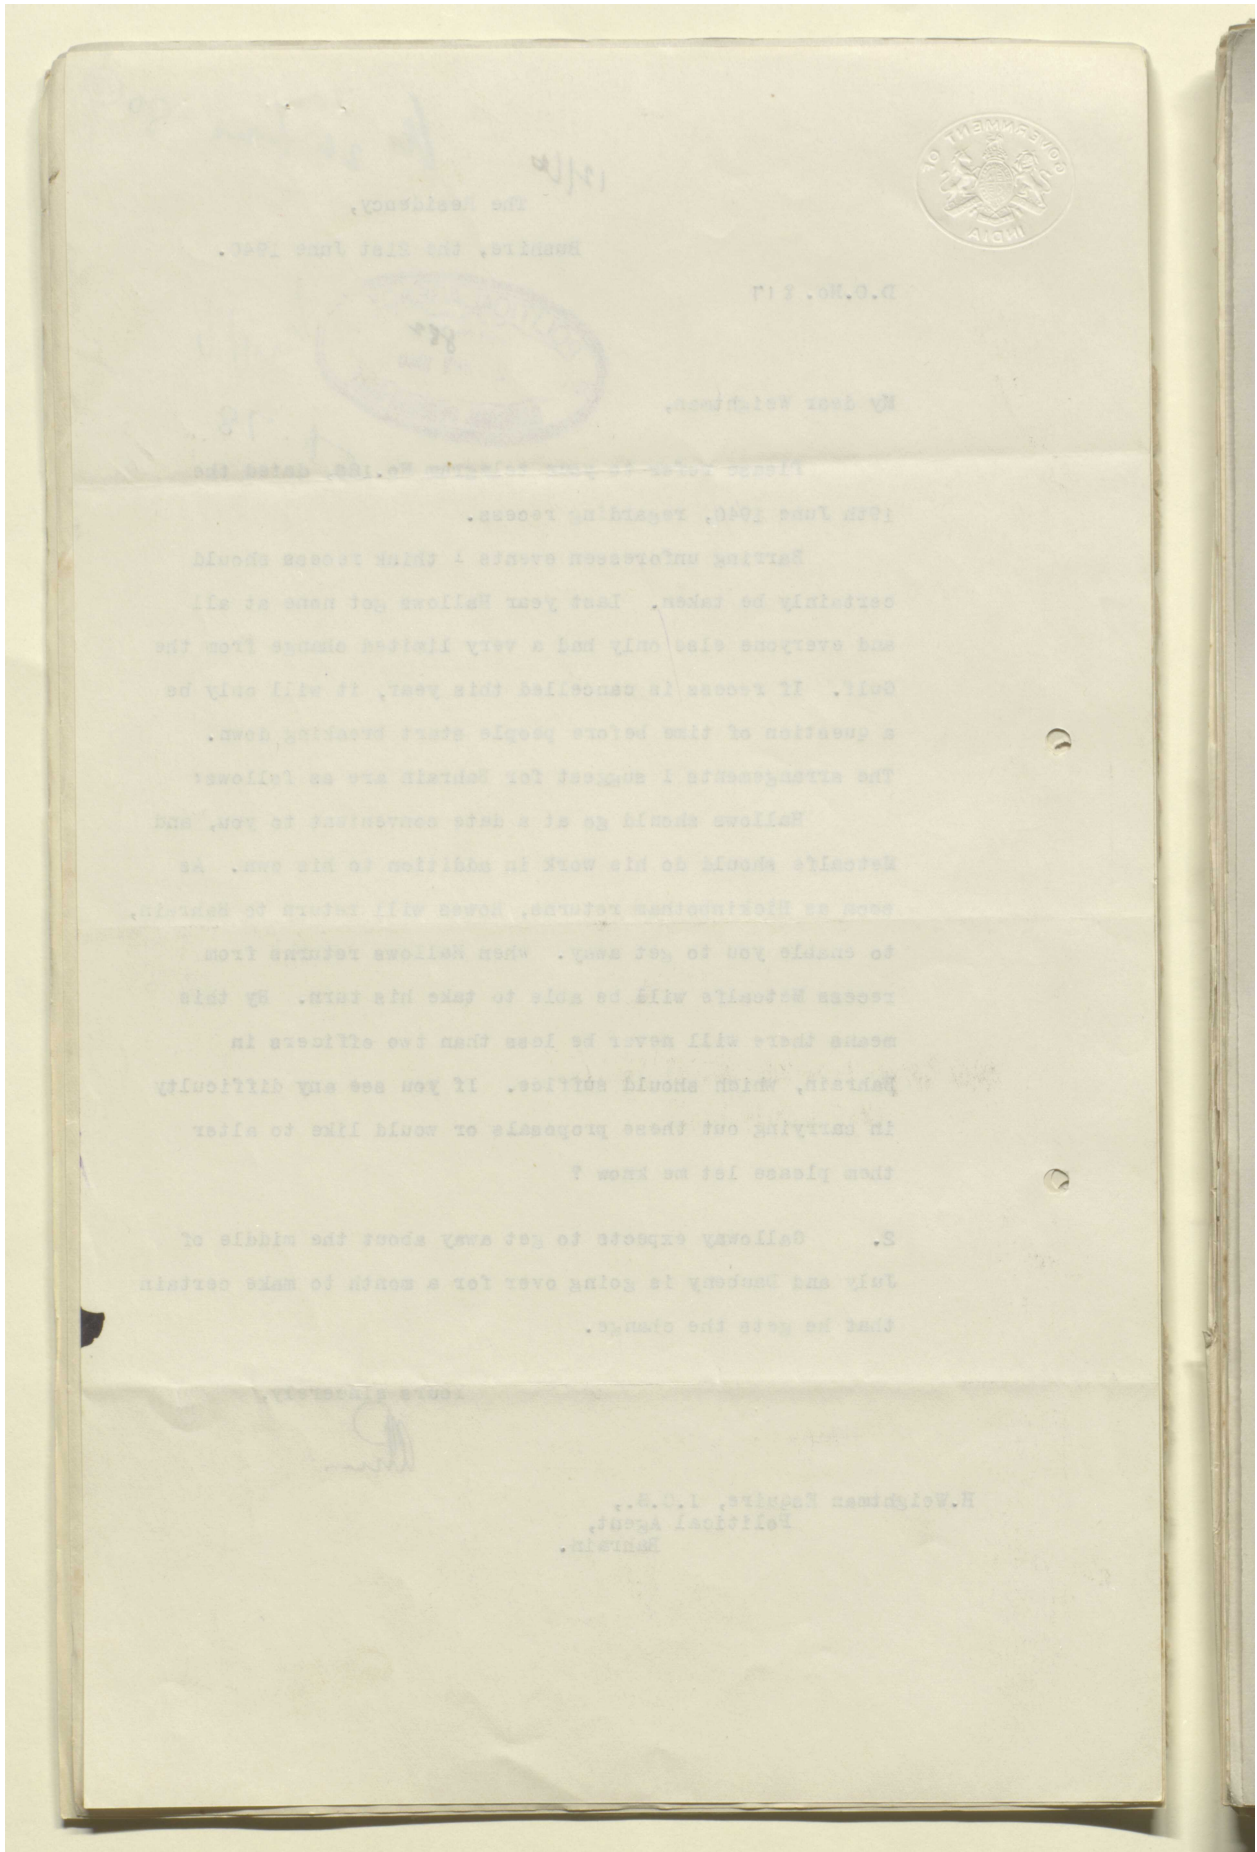 GOVERNMENT OF
INDIA
The Residency,
Bushire, the 21st June 1940.
D.O.No. 817
My dear Weightman,
Please refer to your telegram No.189, dated the
19th June 1940, regarding recess.
Barring unforeseen events I think recess should
certainly be taken. Last year Hallows got none at all
and everyone else only had a very limited change from the
Gulf. If recess is cancelled this year, it will only be
a question of time before people start breaking down.
The arrangements I suggest for Bahrain are as follows:
Hallows should go at a date convenient to you, and
Metcalfe should do his work in addition to his own. As
soon as Hickinbotham returns, Howes will return to Bahrain,
to enable you to get away. When Hallows returns from
recess Metcalfe will be able to take his turn. By this
means there will never be less than two officers in
Bahrain, which should suffice. If you see any difficulty
in carrying out these proposals or would like to alter
them please let me know ?
2. Galloway expects to get away about the middle of
July and Dauteny is going over for a month to make certain
that he gets the change.
Yours sincerely,
H.Weightman Esquire, I.C.S.,
Political Agent,
Bahrain.